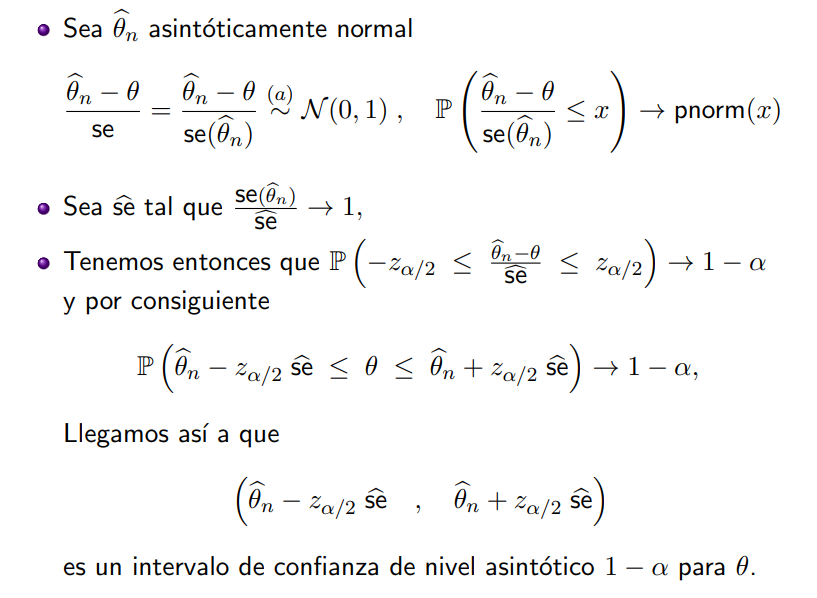 • Sea $\widehat{\theta}_n$ asintóticamente normal
$\frac{\widehat{\theta}_n - \theta}{\text{se}} = \frac{\widehat{\theta}_n - \theta}{\text{se}(\widehat{\theta}_n)} \overset{(a)}{\sim} \mathcal{N}(0,1)\ , \quad \mathbb{P}\left(\frac{\widehat{\theta}_n - \theta}{\text{se}(\widehat{\theta}_n)} \leq x\right) \to \text{pnorm}(x)$
• Sea $\widehat{\text{se}}$ tal que $\frac{\text{se}(\widehat{\theta}_n)}{\widehat{\text{se}}} \to 1,$
• Tenemos entonces que $\mathbb{P}\left(-z_{\alpha/2} \leq \frac{\widehat{\theta}_n - \theta}{\widehat{\text{se}}} \leq z_{\alpha/2}\right) \to 1 - \alpha$
y por consiguiente
$\mathbb{P}\left(\widehat{\theta}_n - z_{\alpha/2}\ \widehat{\text{se}} \leq \theta \leq \widehat{\theta}_n + z_{\alpha/2}\ \widehat{\text{se}}\right) \to 1 - \alpha,$
Llegamos así a que
$\left(\widehat{\theta}_n - z_{\alpha/2}\ \widehat{\text{se}} \quad , \quad \widehat{\theta}_n + z_{\alpha/2}\ \widehat{\text{se}}\right)$
es un intervalo de confianza de nivel asintótico $1 - \alpha$ para $\theta$.